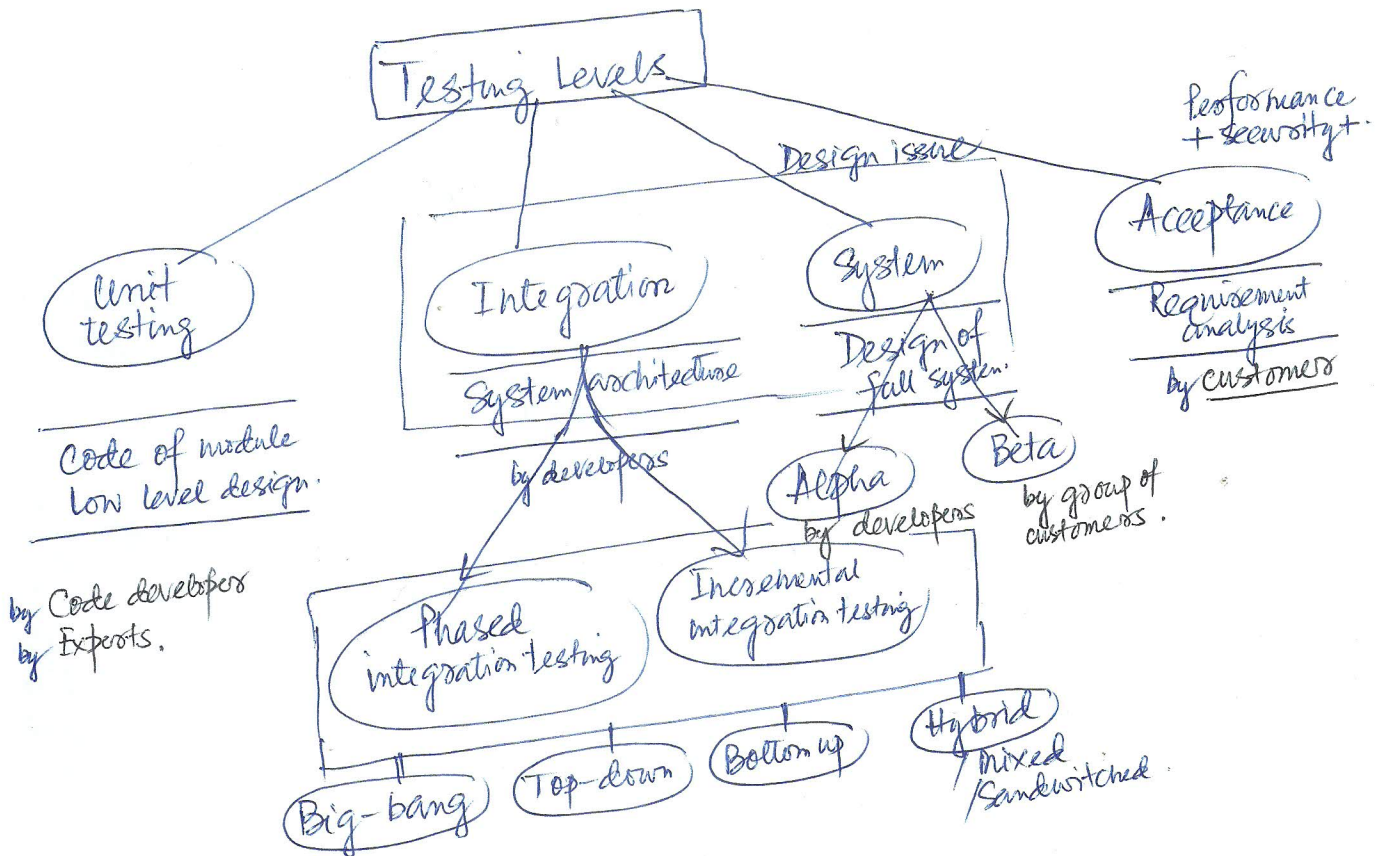 Testing Levels
Performance
+ security +.
Design issue
Acceptance
Requirement
analysis
by customers
System
Design of
full system.
Integration
System architecture
by developers
Unit
testing
Code of module
Low level design.
by Code developer
by Experts.
Alpha
by developers
Beta
by group of
customers.
Phased
integration testing
Incremental
integration testing
Big-bang
Top-down
Bottom up
Hybrid
/ mixed
/ Sandwitched.